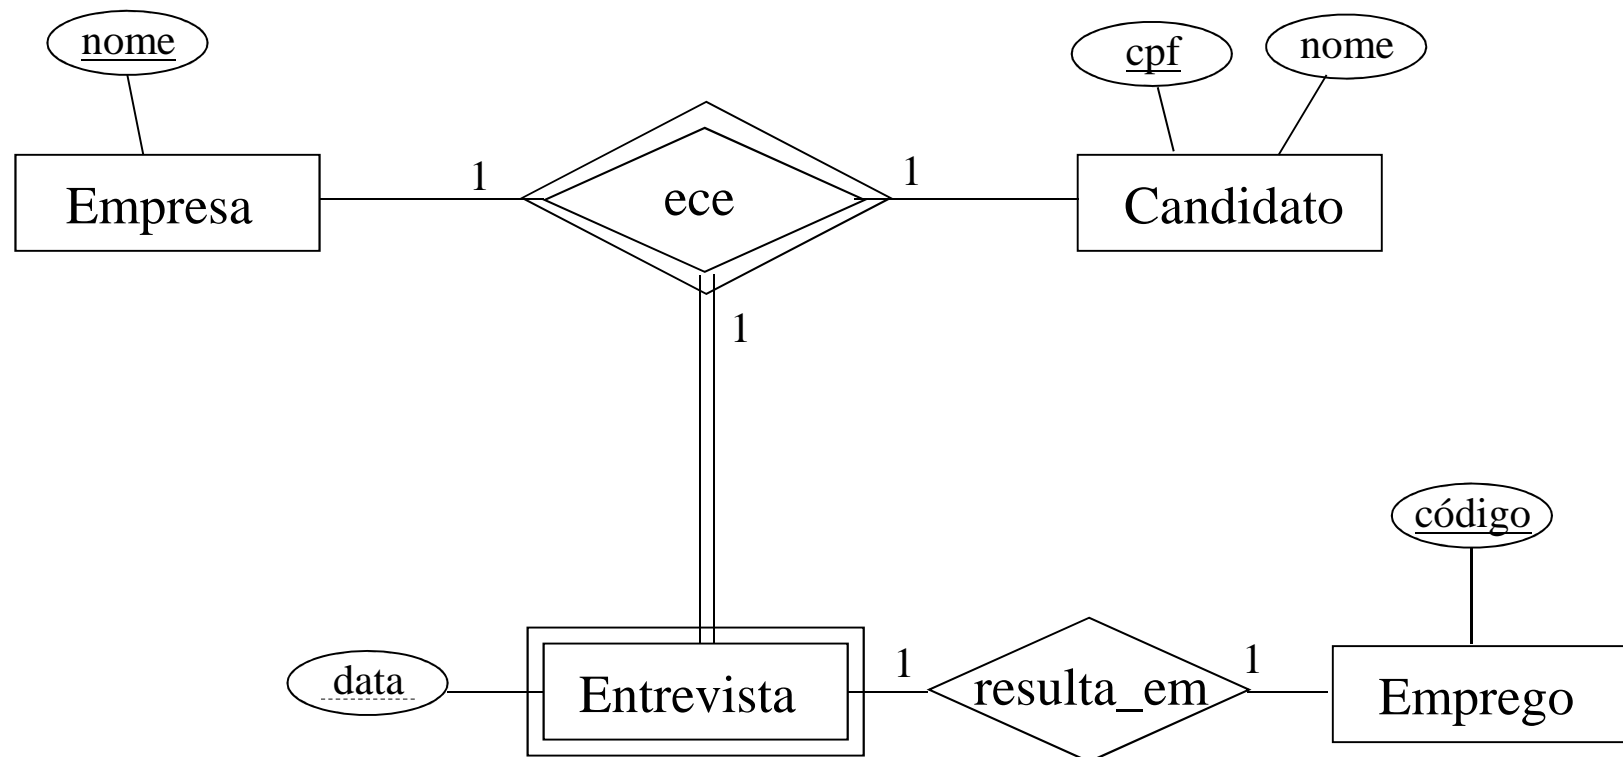 nome
cpf
nome
Empresa
1
ece
1
Candidato
1
código
data
Entrevista
1
resulta_em
1
Emprego